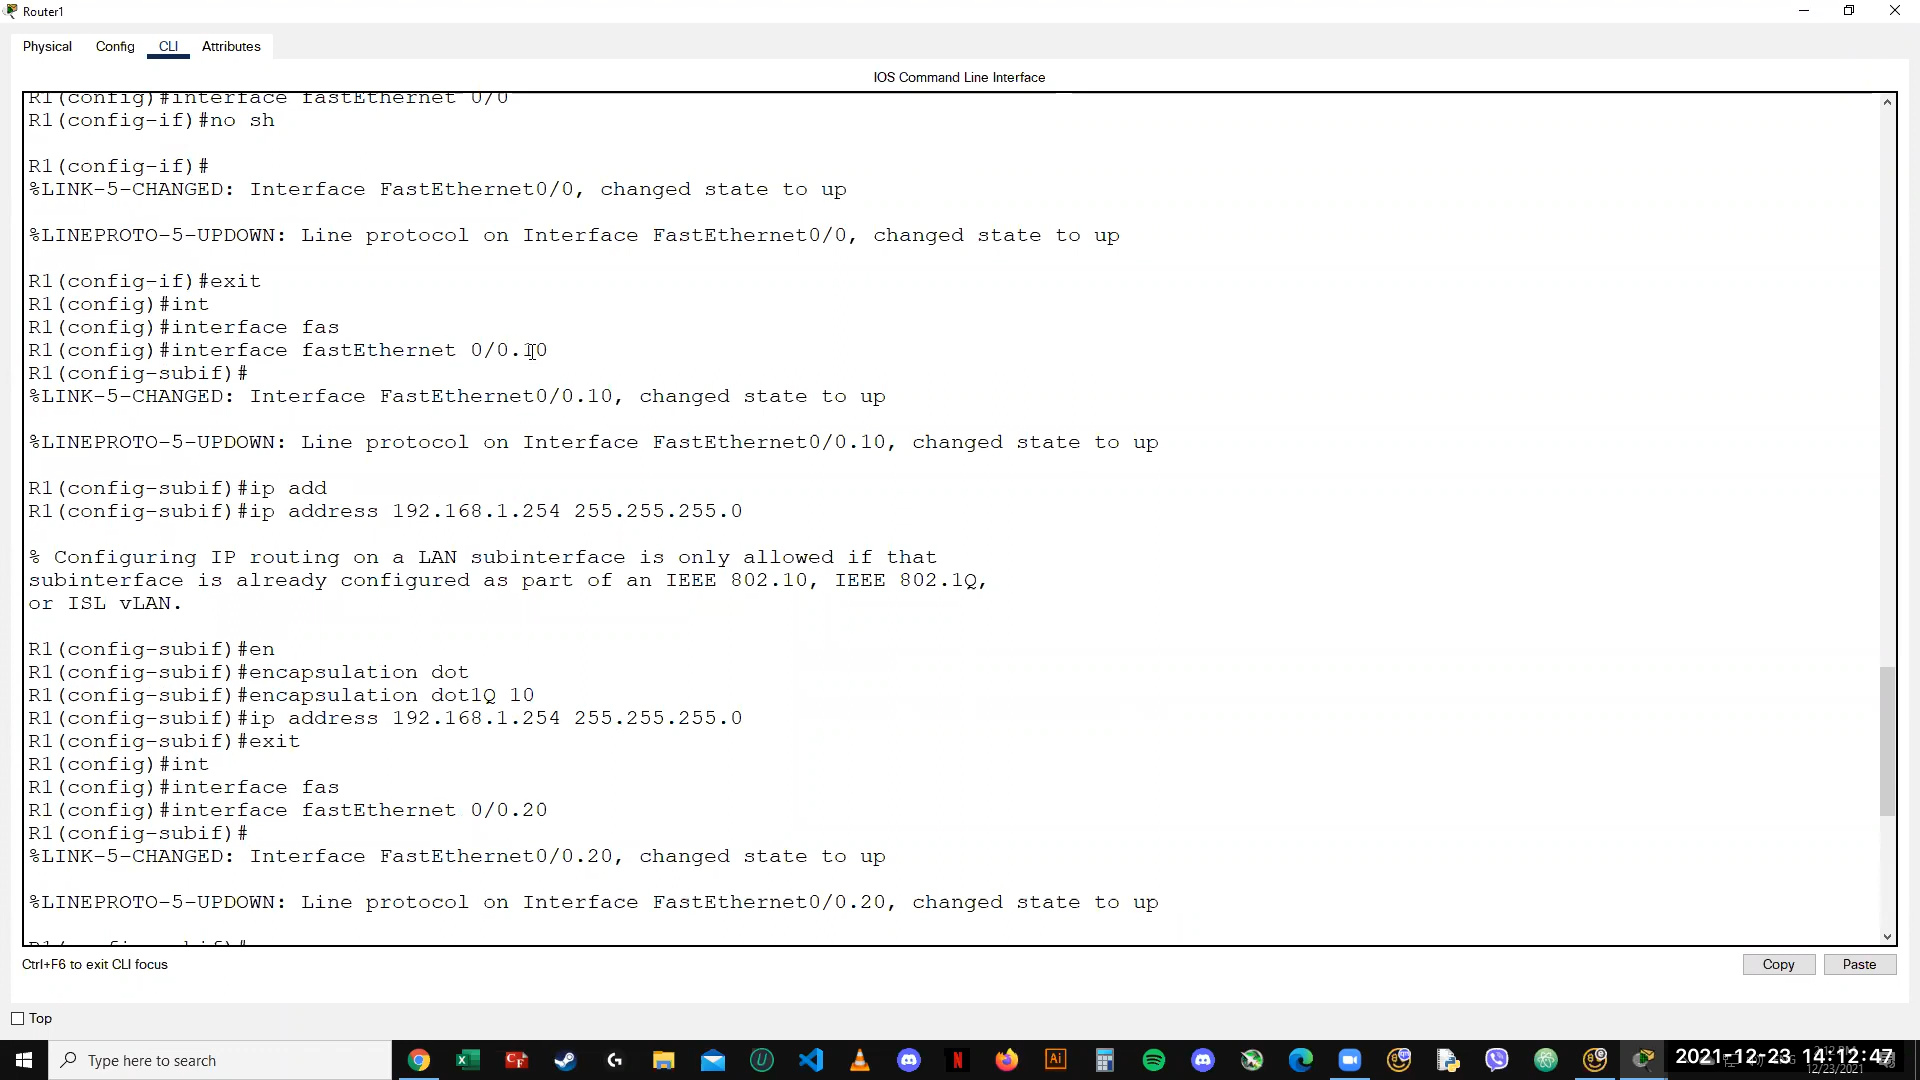 Router1
Physical Config CLI Attributes
IOS Command Line Interface
R1(config)#interface fastEthernet 0/0
R1(config-if)#no sh
R1(config-if)#
%LINK-5-CHANGED: Interface FastEthernet0/0, changed state to up
%LINEPROTO-5-UPDOWN: Line protocol on Interface FastEthernet0/0, changed state to up
R1(config-if)#exit
R1(config)#int
R1(config)#interface fas
R1(config)#interface fastEthernet 0/0.10
R1(config-subif)#
%LINK-5-CHANGED: Interface FastEthernet0/0.10, changed state to up
%LINEPROTO-5-UPDOWN: Line protocol on Interface FastEthernet0/0.10, changed state to up
R1(config-subif)#ip add
R1(config-subif)#ip address 192.168.1.254 255.255.255.0
% Configuring IP routing on a LAN subinterface is only allowed if that
subinterface is already configured as part of an IEEE 802.10, IEEE 802.1Q,
or ISL vLAN.
R1(config-subif)#en
R1(config-subif)#encapsulation dot
R1(config-subif)#encapsulation dot1Q 10
R1(config-subif)#ip address 192.168.1.254 255.255.255.0
R1(config-subif)#exit
R1(config)#int
R1(config)#interface fas
R1(config)#interface fastEthernet 0/0.20
R1(config-subif)#
%LINK-5-CHANGED: Interface FastEthernet0/0.20, changed state to up
%LINEPROTO-5-UPDOWN: Line protocol on Interface FastEthernet0/0.20, changed state to up
Ctrl+F6 to exit CLI focus
Copy Paste
Top
Type here to search
2021-12-23 14:12:47
12/23/2021